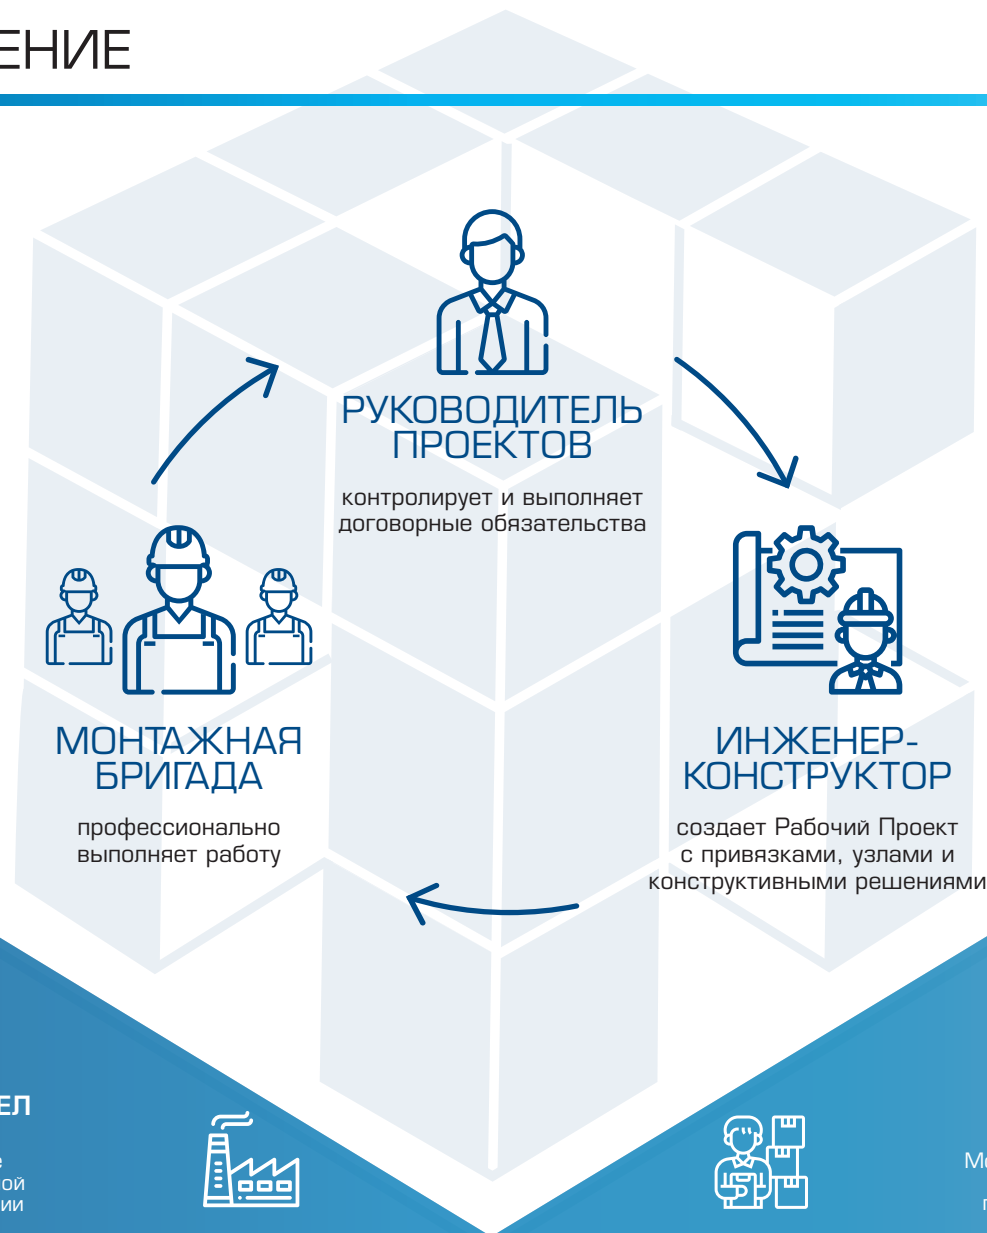 ЕНИЕ
РУКОВОДИТЕЛЬ
ПРОЕКТОВ
контролирует и выполняет
договорные обязательства
МОНТАЖНАЯ
БРИГАДА
профессионально
выполняет работу
ИНЖЕНЕР-
КОНСТРУКТОР
создает Рабочий Проект
с привязками, узлами и
конструктивными решениями
ЕЛ
е
ой
ии